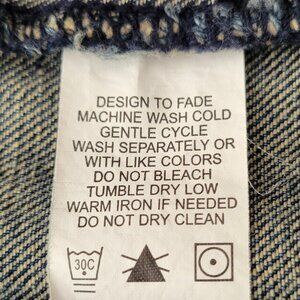 DESIGN TO FADE
MACHINE WASH COLD
GENTLE CYCLE
WASH SEPARATELY OR
WITH LIKE COLORS
DO NOT BLEACH
TUMBLE DRY LOW
WARM IRON IF NEEDED
DO NOT DRY CLEAN
30C